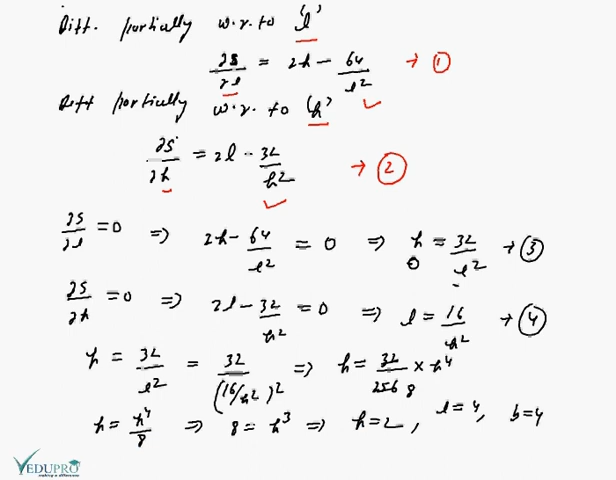 Diff. partially w.r. to 'l'
∂S/∂l = 2h − 64/l² → ①
Diff partially w.r. to 'h'
∂S/∂h = 2l − 32/h² → ②
∂S/∂l = 0 ⇒ 2h − 64/l² = 0 ⇒ h = 32/l² → ③
∂S/∂h = 0 ⇒ 2l − 32/h² = 0 ⇒ l = 16/h² → ④
h = 32/l² = 32/(16/h²)² ⇒ h = 32/256 8 × h⁴
h = h⁴/8 ⇒ 8 = h³ ⇒ h = 2, l = 4, b = 4
VEDUPRO